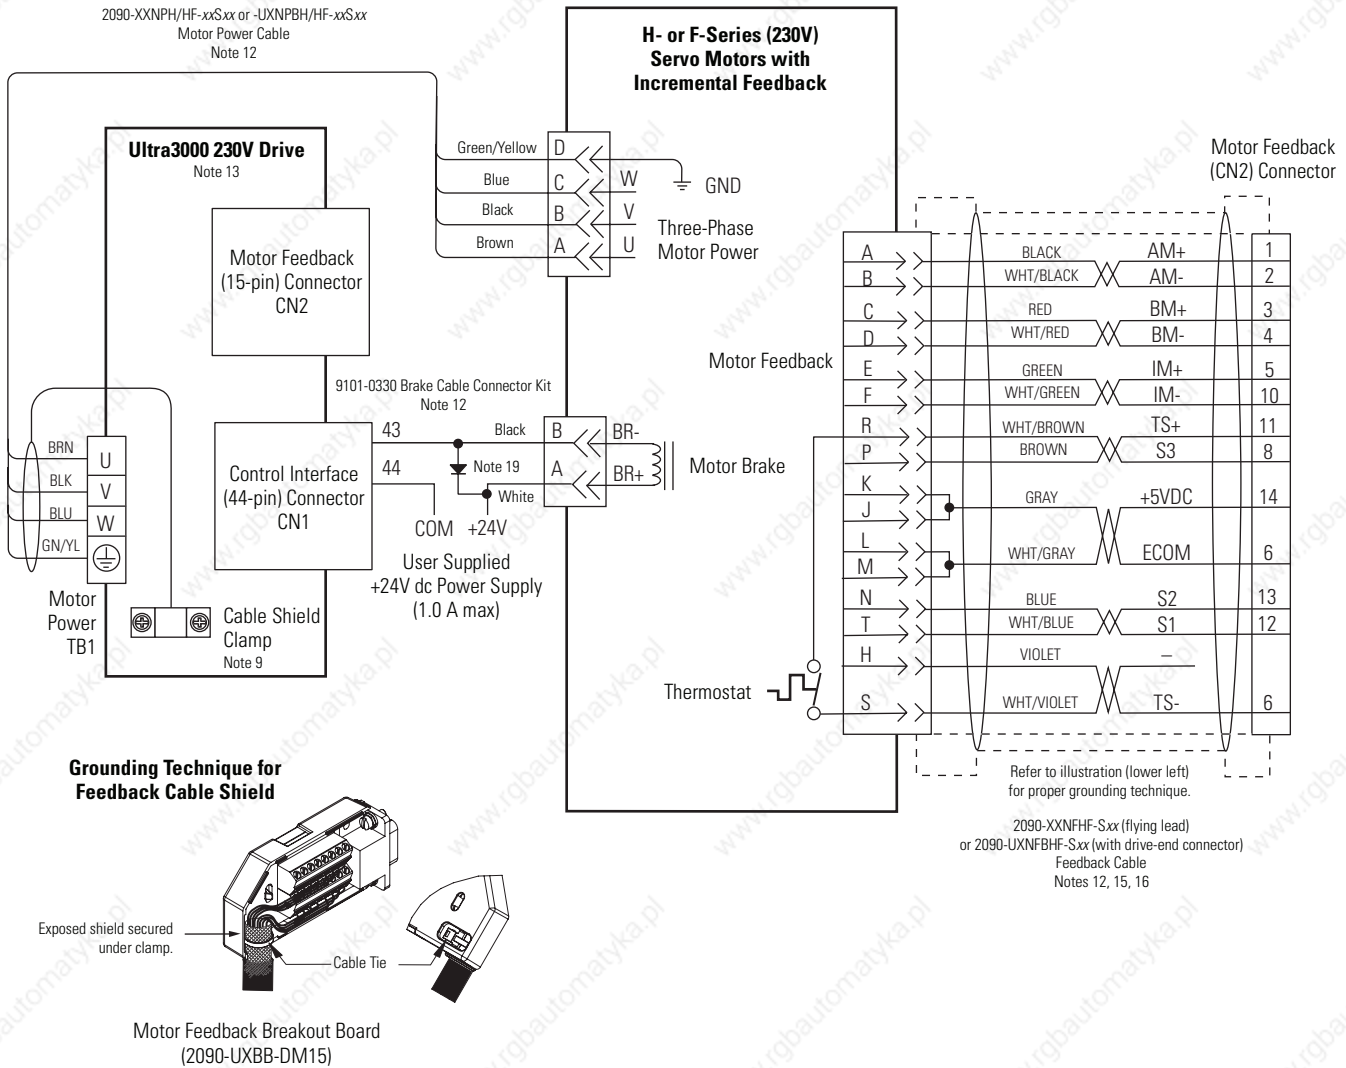 2090-XXNPH/HF-xxSxx or -UXNPBH/HF-xxSxx
Motor Power Cable
Note 12
H- or F-Series (230V)
Servo Motors with
Incremental Feedback
Ultra3000 230V Drive
Note 13
Motor Feedback
(15-pin) Connector
CN2
Green/Yellow
D
Blue
C
W
GND
Black
B
V
Brown
A
U
Three-Phase
Motor Power
Motor Feedback
(CN2) Connector
A BLACK AM+ 1
B WHT/BLACK AM- 2
C RED BM+ 3
D WHT/RED BM- 4
Motor Feedback
E GREEN IM+ 5
F WHT/GREEN IM- 10
R WHT/BROWN TS+ 11
P BROWN S3 8
K
J
GRAY +5VDC 14
L
M
WHT/GRAY ECOM 6
N BLUE S2 13
T WHT/BLUE S1 12
H VIOLET –
S WHT/VIOLET TS- 6
Thermostat
9101-0330 Brake Cable Connector Kit
Note 12
Control Interface
(44-pin) Connector
CN1
43
Black
B
BR-
44
Note 19
White
A
BR+
Motor Brake
COM +24V
User Supplied
+24V dc Power Supply
(1.0 A max)
BRN U
BLK V
BLU W
GN/YL
Motor
Power
TB1
Cable Shield
Clamp
Note 9
Refer to illustration (lower left)
for proper grounding technique.
2090-XXNFHF-Sxx (flying lead)
or 2090-UXNFBHF-Sxx (with drive-end connector)
Feedback Cable
Notes 12, 15, 16
Grounding Technique for
Feedback Cable Shield
Exposed shield secured
under clamp.
Cable Tie
Motor Feedback Breakout Board
(2090-UXBB-DM15)
www.rgbautomatyka.pl